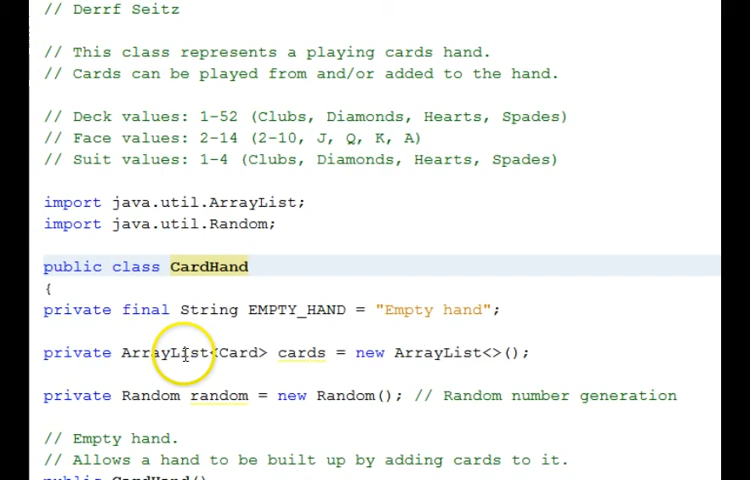 // Derrf Seitz
// This class represents a playing cards hand.
// Cards can be played from and/or added to the hand.
// Deck values: 1-52 (Clubs, Diamonds, Hearts, Spades)
// Face values: 2-14 (2-10, J, Q, K, A)
// Suit values: 1-4 (Clubs, Diamonds, Hearts, Spades)
import java.util.ArrayList;
import java.util.Random;
public class CardHand
{
private final String EMPTY_HAND = "Empty hand";
private ArrayList<Card> cards = new ArrayList<>();
private Random random = new Random(); // Random number generation
// Empty hand.
// Allows a hand to be built up by adding cards to it.
public CardHand()